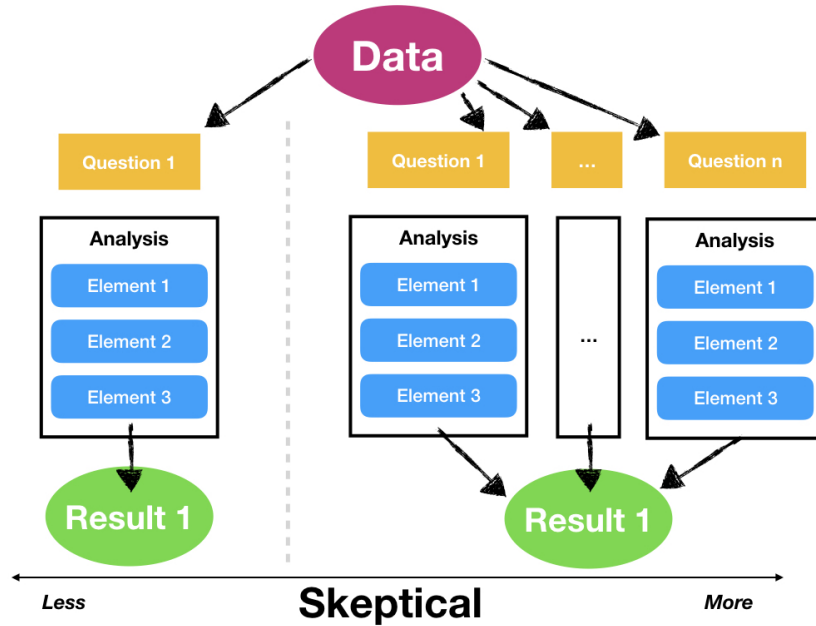 Data
Question 1
Question 1
...
Question n
Analysis
Element 1
Element 2
Element 3
Analysis
Element 1
Element 2
Element 3
...
Analysis
Element 1
Element 2
Element 3
Result 1
Result 1
Less
Skeptical
More